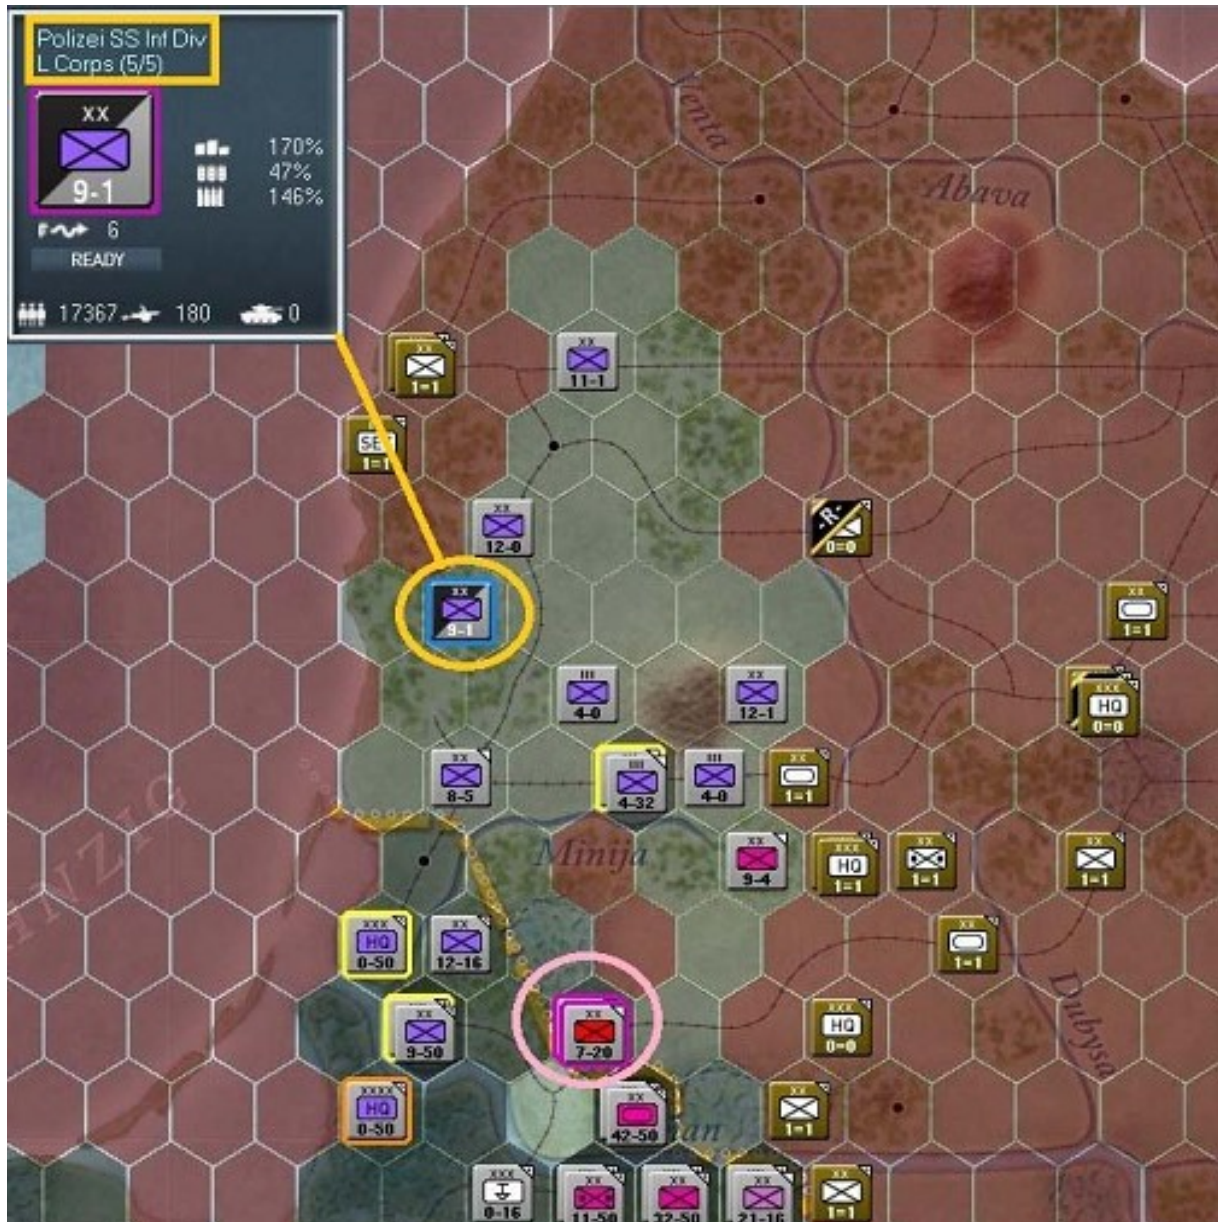 Polizei SS Inf Div
L Corps (5/5)
XX
9-1
170%
47%
146%
6
READY
17367
180
0
Venta
Abava
XX
1=1
XX
11-1
1=1
XX
12-0
-R-
0=0
XX
9-1
XX
1=1
III
4-0
XX
12-1
XXX
HQ
0=0
XX
8-5
III
4-32
III
4-0
XX
1=1
Minija
XX
9-4
XXX
HQ
1=1
XX
1=1
XX
1=1
XXX
HQ
0-50
XX
12-16
XX
1=1
XX
9-50
XX
7-20
XXX
HQ
0=0
Dubysa
XXXX
HQ
0-50
XX
42-50
XX
1=1
XXX
0-16
XX
11-50
XX
32-50
XX
21-16
XX
1=1